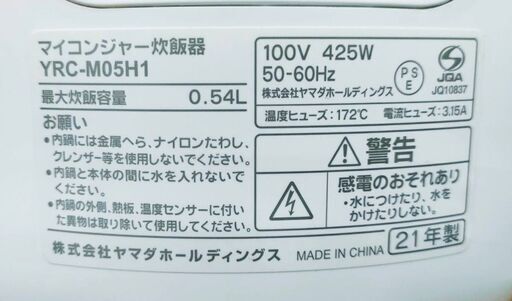 マイコンジャー炊飯器
YRC-M05H1
最大炊飯容量 0.54L
100V 425W
50-60Hz
株式会社ヤマダホールディングス
PS
E
S
JQA
JQ10837
温度ヒューズ:172℃ 電流ヒューズ:3.15A
お願い
•内鍋には金属へら、ナイロンたわし、
クレンザー等を使用しないでください。
•内鍋と本体の間に水を入れないで
ください。
•内鍋の外側、熱板、温度センサーに付い
た異物は取り除いて使用してください。
警告
感電のおそれあり
•水につけたり、水を
かけたりしない。
株式会社ヤマダホールディングス MADE IN CHINA 21年製